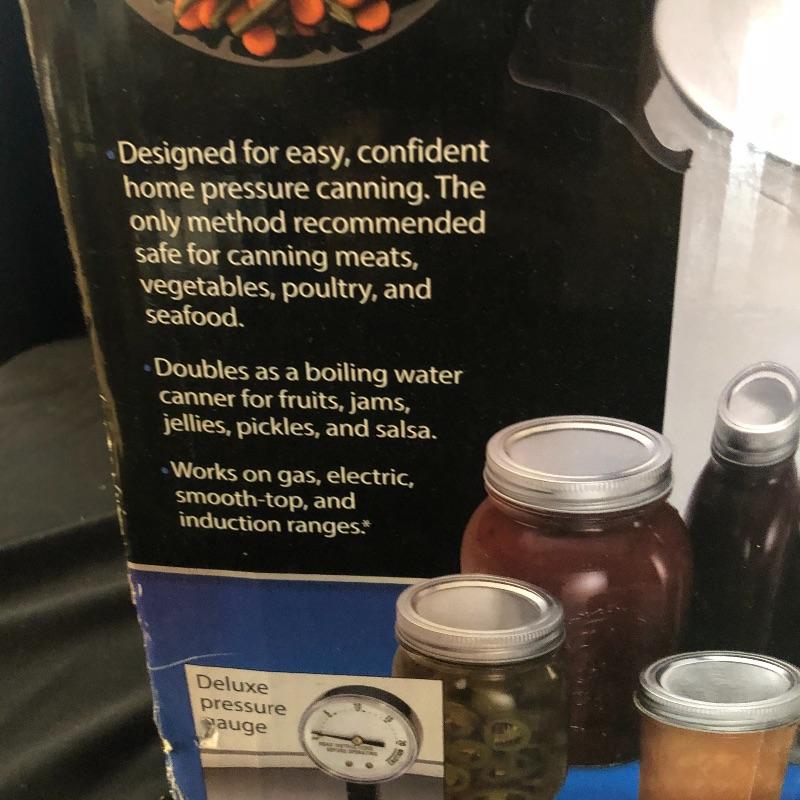 Designed for easy, confident
home pressure canning. The
only method recommended
safe for canning meats,
vegetables, poultry, and
seafood.
Doubles as a boiling water
canner for fruits, jams,
jellies, pickles, and salsa.
Works on gas, electric,
smooth-top, and
induction ranges.*
Deluxe
pressure
gauge